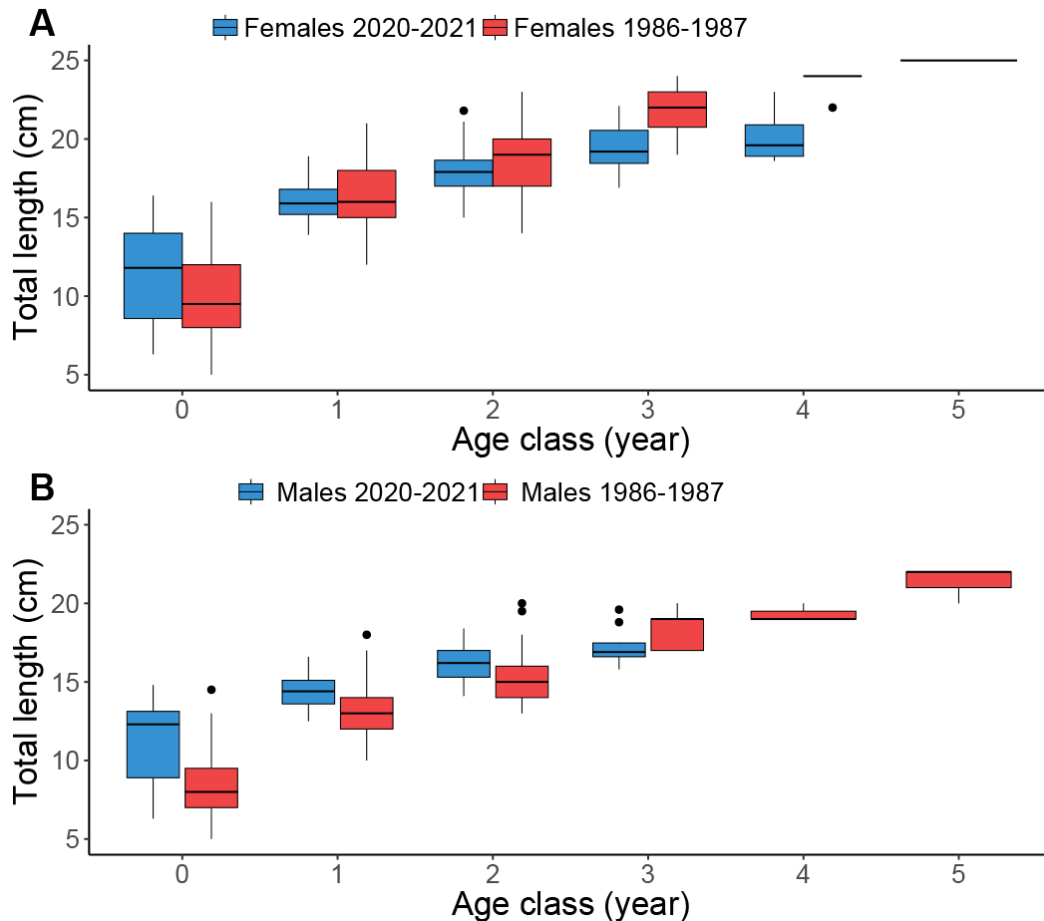 A
Females 2020-2021 Females 1986-1987
Total length (cm)
25
20
15
10
5
0 1 2 3 4 5
Age class (year)
B
Males 2020-2021 Males 1986-1987
Total length (cm)
25
20
15
10
5
0 1 2 3 4 5
Age class (year)